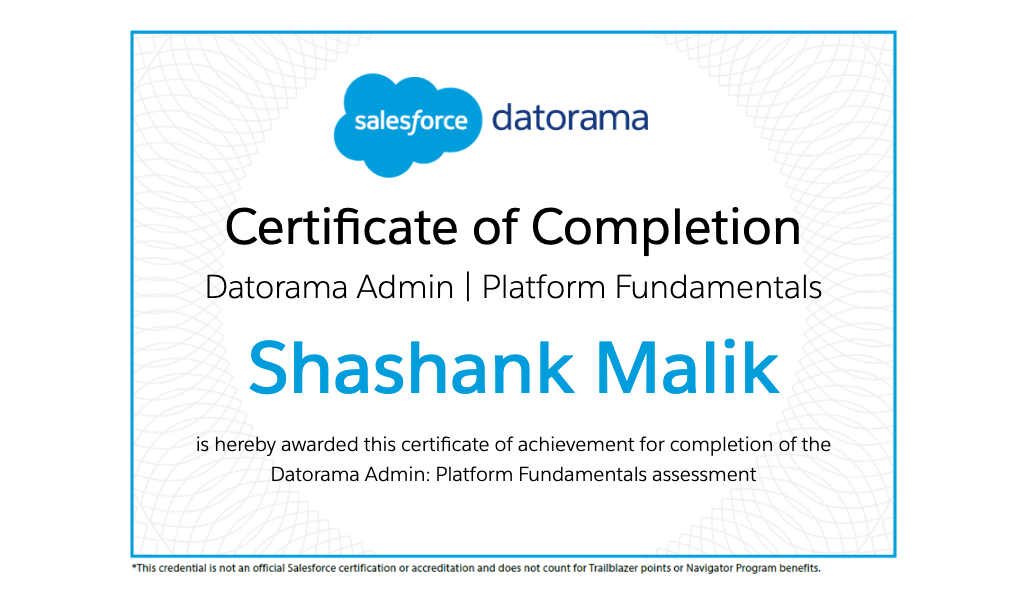 salesforce datorama
Certificate of Completion
Datorama Admin | Platform Fundamentals
Shashank Malik
is hereby awarded this certificate of achievement for completion of the
Datorama Admin: Platform Fundamentals assessment
*This credential is not an official Salesforce certification or accreditation and does not count for Trailblazer points or Navigator Program benefits.